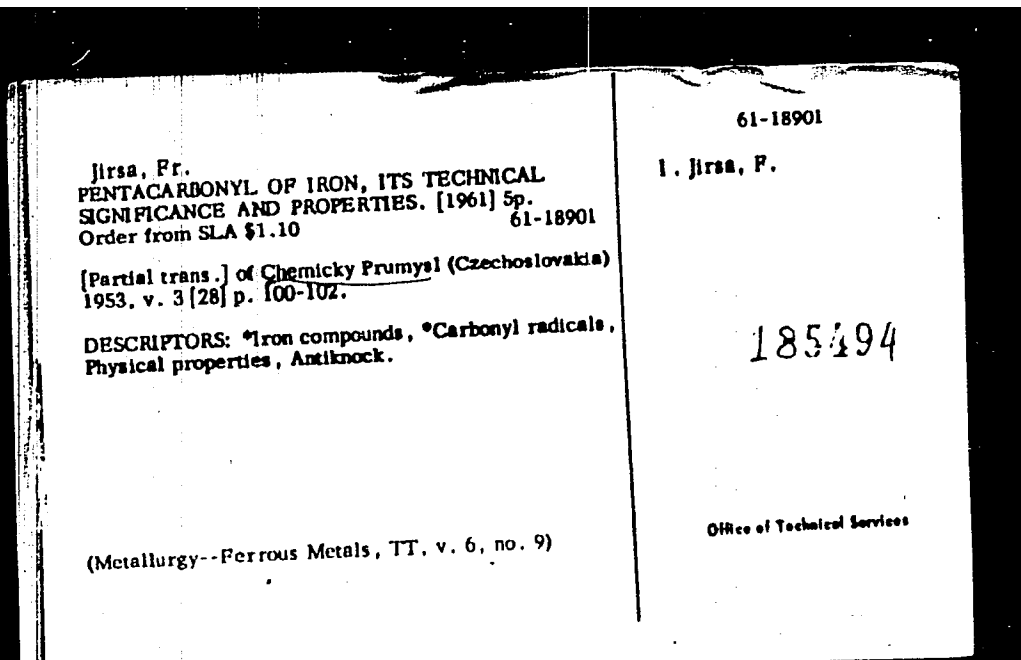 Jirsa, Fr.
PENTACARBONYL OF IRON, ITS TECHNICAL
SIGNIFICANCE AND PROPERTIES. [1961] 5p.
Order from SLA $1.10 61-18901
[Partial trans.] of Chemicky Prumysl (Czechoslovakia)
1953, v. 3 [28] p. 100-102.
DESCRIPTORS: *Iron compounds, *Carbonyl radicals,
Physical properties, Antiknock.
(Metallurgy--Ferrous Metals, TT, v. 6, no. 9)
61-18901
I. Jirsa, F.
185494
Office of Technical Services